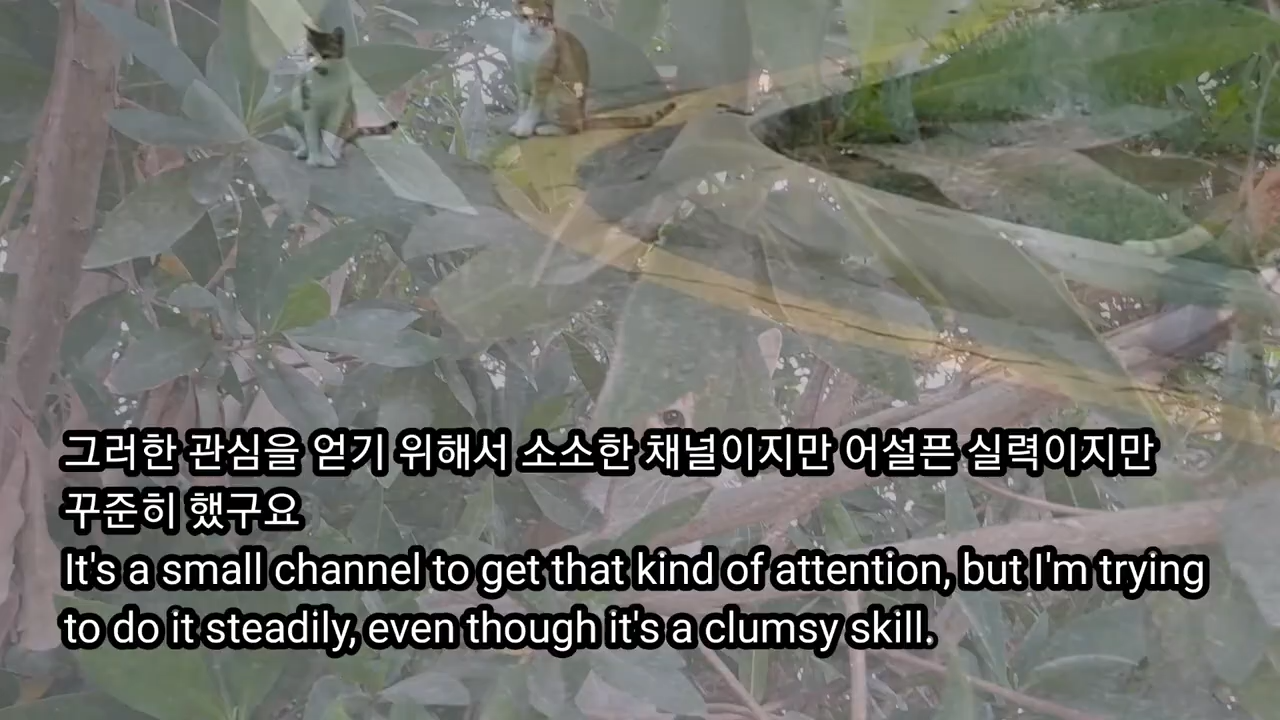 그러한 관심을 얻기 위해서 소소한 채널이지만 어설픈 실력이지만
꾸준히 했구요
It's a small channel to get that kind of attention, but I'm trying
to do it steadily, even though it's a clumsy skill.